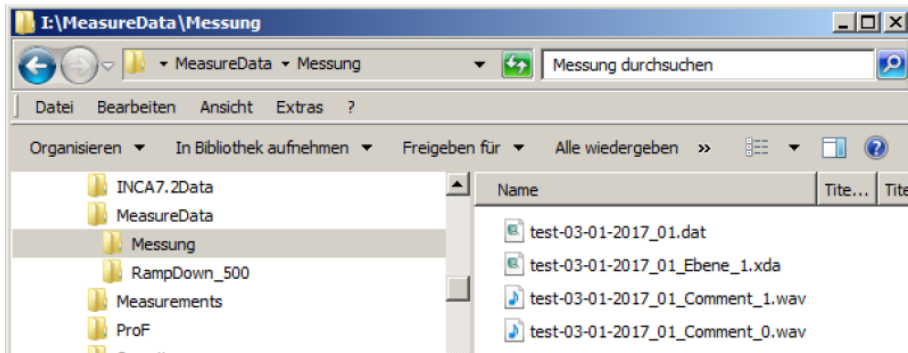 I:\MeasureData\Messung
MeasureData Messung
Messung durchsuchen
Datei Bearbeiten Ansicht Extras ?
Organisieren In Bibliothek aufnehmen Freigeben für Alle wiedergeben »
INCA7.2Data
MeasureData
Messung
RampDown_500
Measurements
ProF
Name Tite... Tite
test-03-01-2017_01.dat
test-03-01-2017_01_Ebene_1.xda
test-03-01-2017_01_Comment_1.wav
test-03-01-2017_01_Comment_0.wav